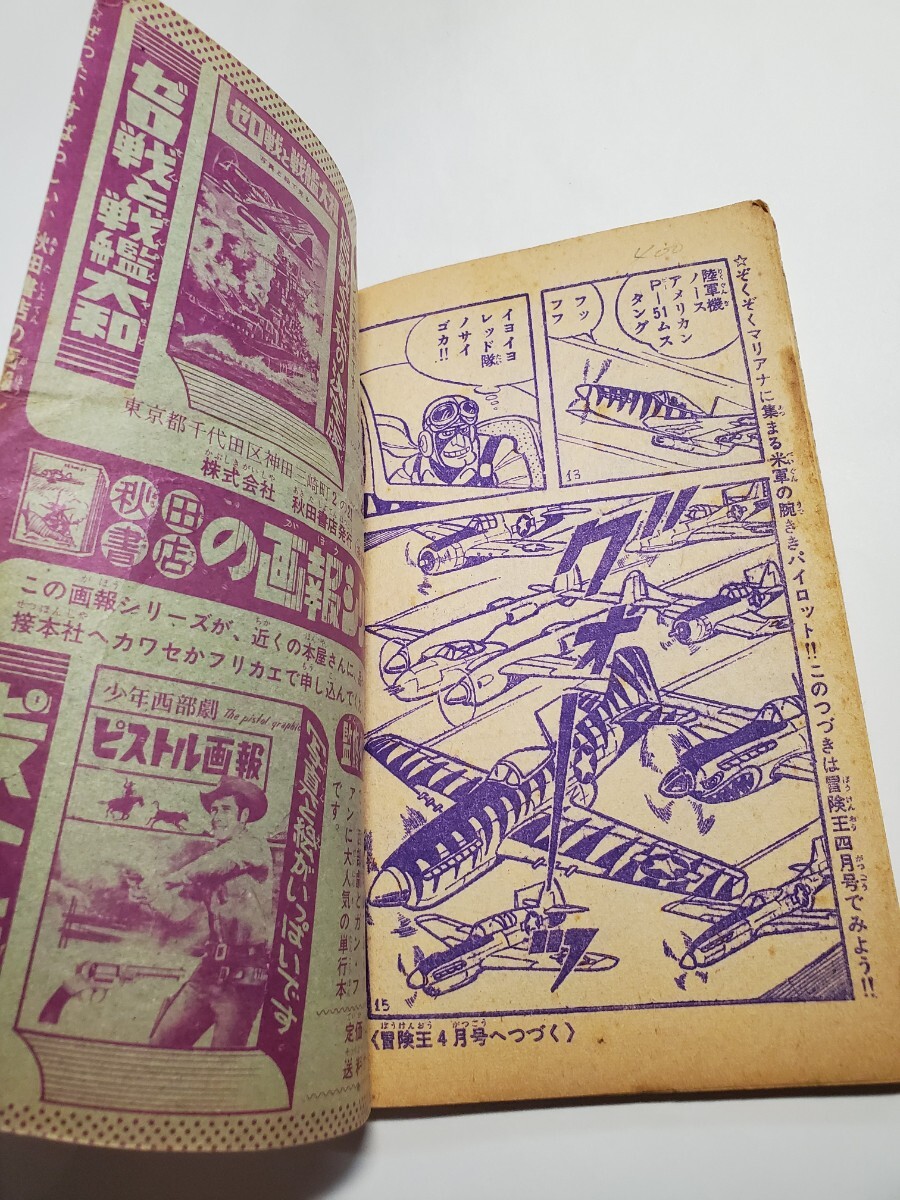 ☆ぞくぞくマリアナに集まる米軍の腕ききパイロット!!このつづきは冒険王四月号でみよう!!
陸軍機
ノース
アメリカン
P-51ムス
タング
フッ
フフ
13
イヨイヨ
レッド隊
ノサイ
ゴカ!!
グオーッ
15
〈冒険王4月号へつづく〉
ゼロ戦と戦艦大和
ゼロ戦と戦艦大和
東京都千代田区神田三崎町2の
株式会社 秋田書店発
秋田書店の画報
この画報シリーズが、近くの本屋さんに
接本社へカワセかフリカエで申し込んで
少年西部劇
The pistol graphic
ピストル画報
写真と絵がいっぱいです
アンに大人気の単行本
です。
定価
送料